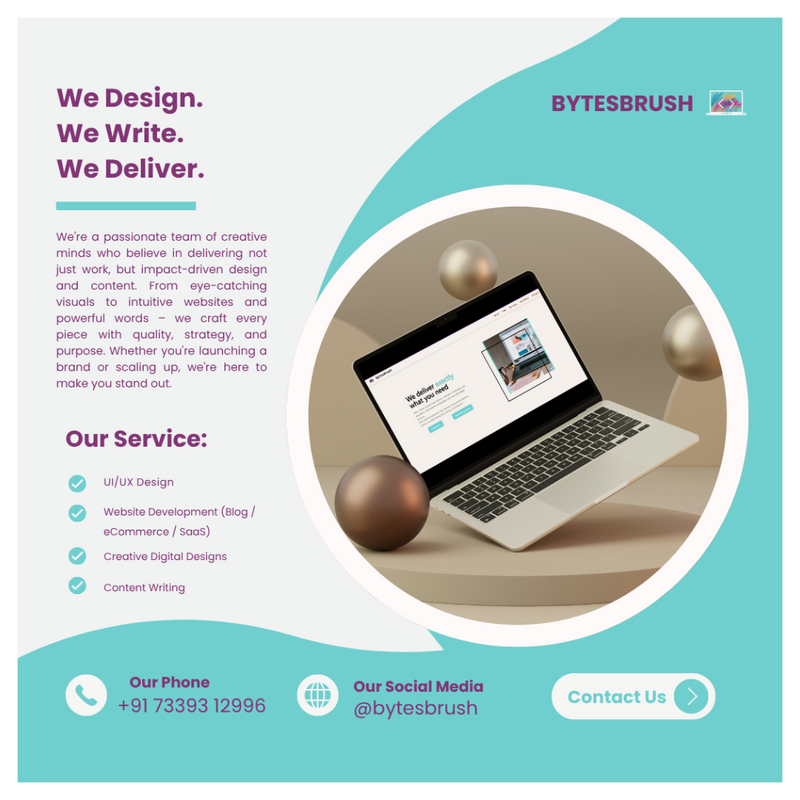 We Design.
We Write.
We Deliver.
BYTESBRUSH
We're a passionate team of creative
minds who believe in delivering not
just work, but impact-driven design
and content. From eye-catching
visuals to intuitive websites and
powerful words – we craft every
piece with quality, strategy, and
purpose. Whether you're launching a
brand or scaling up, we're here to
make you stand out.
We deliver exactly
what you need
Our Service:
UI/UX Design
Website Development (Blog /
eCommerce / SaaS)
Creative Digital Designs
Content Writing
Our Phone
+91 73393 12996
Our Social Media
@bytesbrush
Contact Us